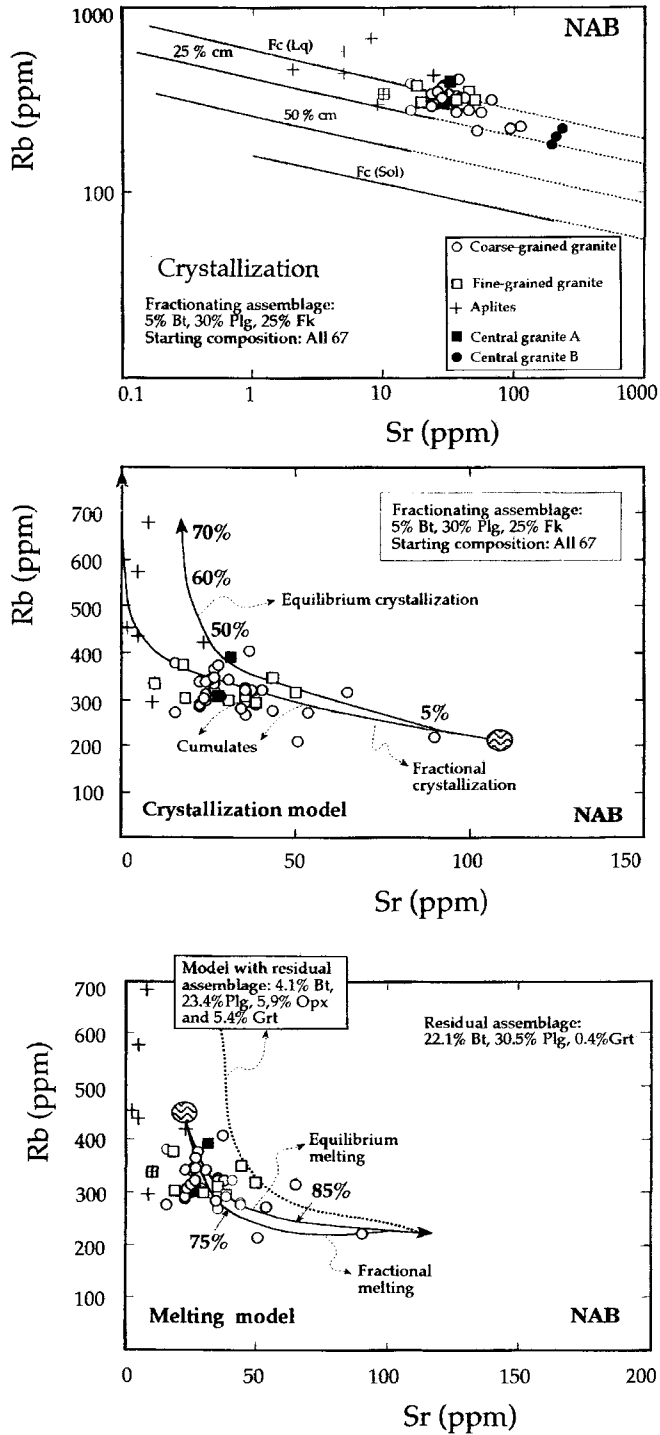 1000
NAB
Fc (Lq)
25 % cm
50 % cm
Fc (Sol)
100
Rb (ppm)
Crystallization
Fractionating assemblage:
5% Bt, 30% Plg, 25% Fk
Starting composition: All 67
Coarse-grained granite
Fine-grained granite
Aplites
Central granite A
Central granite B
0.1
1
10
100
1000
Sr (ppm)
700
600
500
400
300
200
100
Rb (ppm)
Fractionating assemblage:
5% Bt, 30% Plg, 25% Fk
Starting composition: All 67
70%
60%
50%
Equilibrium crystallization
5%
Cumulates
Fractional
crystallization
Crystallization model
NAB
0
50
100
150
Sr (ppm)
700
600
500
400
300
200
100
Rb (ppm)
Model with residual
assemblage: 4.1% Bt,
23.4% Plg, 5,9% Opx
and 5.4% Grt
Residual assemblage:
22.1% Bt, 30.5% Plg, 0.4%Grt
Equilibrium
melting
85%
75%
Fractional
melting
Melting model
NAB
0
50
100
150
200
Sr (ppm)